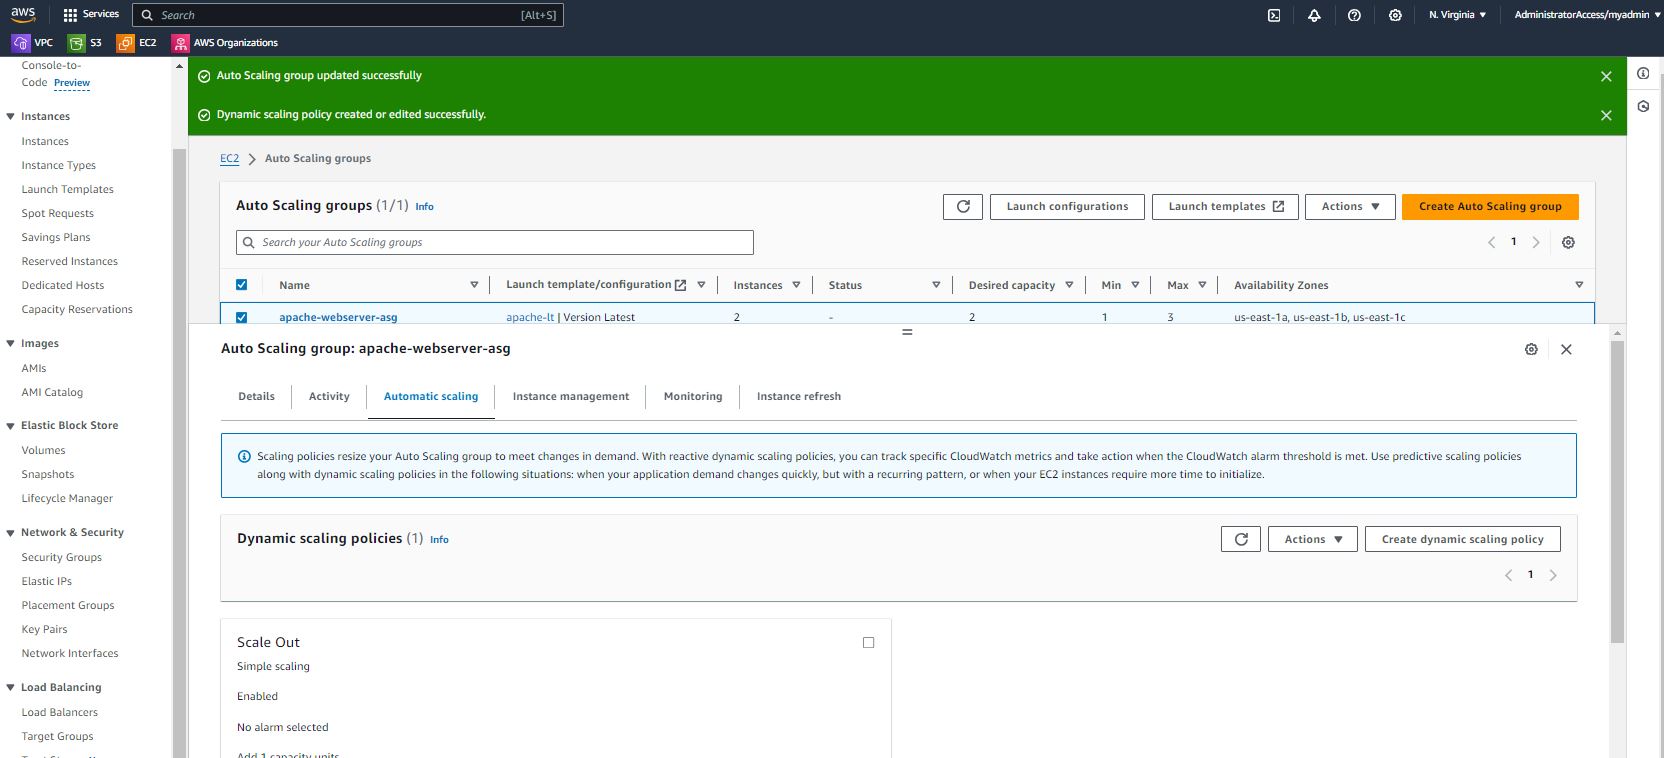 aws
Services
Search
[Alt+S]
N. Virginia
AdministratorAccess/myadmin
VPC
S3
EC2
AWS Organizations
Console-to-
Code Preview
Instances
Instances
Instance Types
Launch Templates
Spot Requests
Savings Plans
Reserved Instances
Dedicated Hosts
Capacity Reservations
Images
AMIs
AMI Catalog
Elastic Block Store
Volumes
Snapshots
Lifecycle Manager
Network & Security
Security Groups
Elastic IPs
Placement Groups
Key Pairs
Network Interfaces
Load Balancing
Load Balancers
Target Groups
Auto Scaling group updated successfully
Dynamic scaling policy created or edited successfully.
EC2
Auto Scaling groups
Auto Scaling groups (1/1) Info
Launch configurations
Launch templates
Actions
Create Auto Scaling group
Search your Auto Scaling groups
1
Name
Launch template/configuration
Instances
Status
Desired capacity
Min
Max
Availability Zones
apache-webserver-asg
apache-lt | Version Latest
2
-
2
1
3
us-east-1a, us-east-1b, us-east-1c
Auto Scaling group: apache-webserver-asg
Details
Activity
Automatic scaling
Instance management
Monitoring
Instance refresh
Scaling policies resize your Auto Scaling group to meet changes in demand. With reactive dynamic scaling policies, you can track specific CloudWatch metrics and take action when the CloudWatch alarm threshold is met. Use predictive scaling policies
along with dynamic scaling policies in the following situations: when your application demand changes quickly, but with a recurring pattern, or when your EC2 instances require more time to initialize.
Dynamic scaling policies (1) Info
Actions
Create dynamic scaling policy
1
Scale Out
Simple scaling
Enabled
No alarm selected
Add 1 capacity units